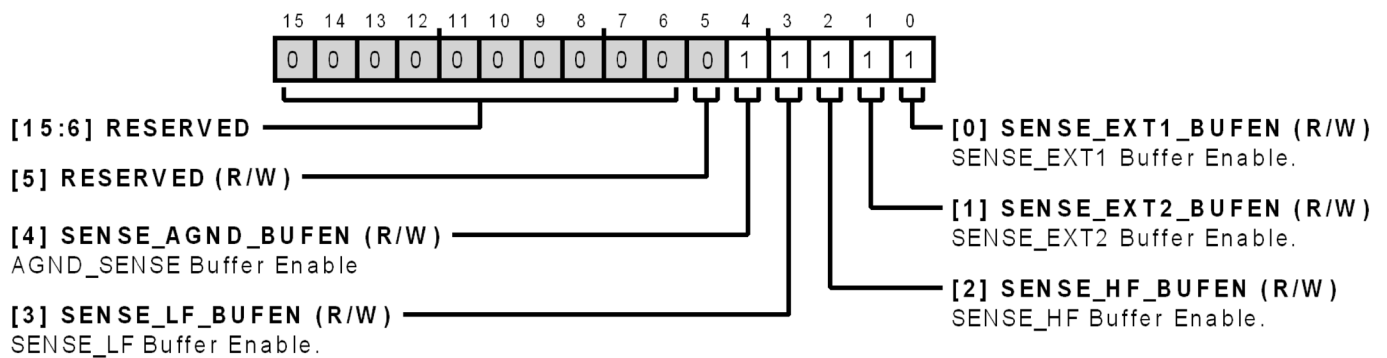 15 14 13 12 11 10 9 8 7 6 5 4 3 2 1 0
0 0 0 0 0 0 0 0 0 0 0 1 1 1 1 1
[15:6] RESERVED
[5] RESERVED (R/W)
[4] SENSE_AGND_BUFEN (R/W)
AGND_SENSE Buffer Enable
[3] SENSE_LF_BUFEN (R/W)
SENSE_LF Buffer Enable.
[0] SENSE_EXT1_BUFEN (R/W)
SENSE_EXT1 Buffer Enable.
[1] SENSE_EXT2_BUFEN (R/W)
SENSE_EXT2 Buffer Enable.
[2] SENSE_HF_BUFEN (R/W)
SENSE_HF Buffer Enable.